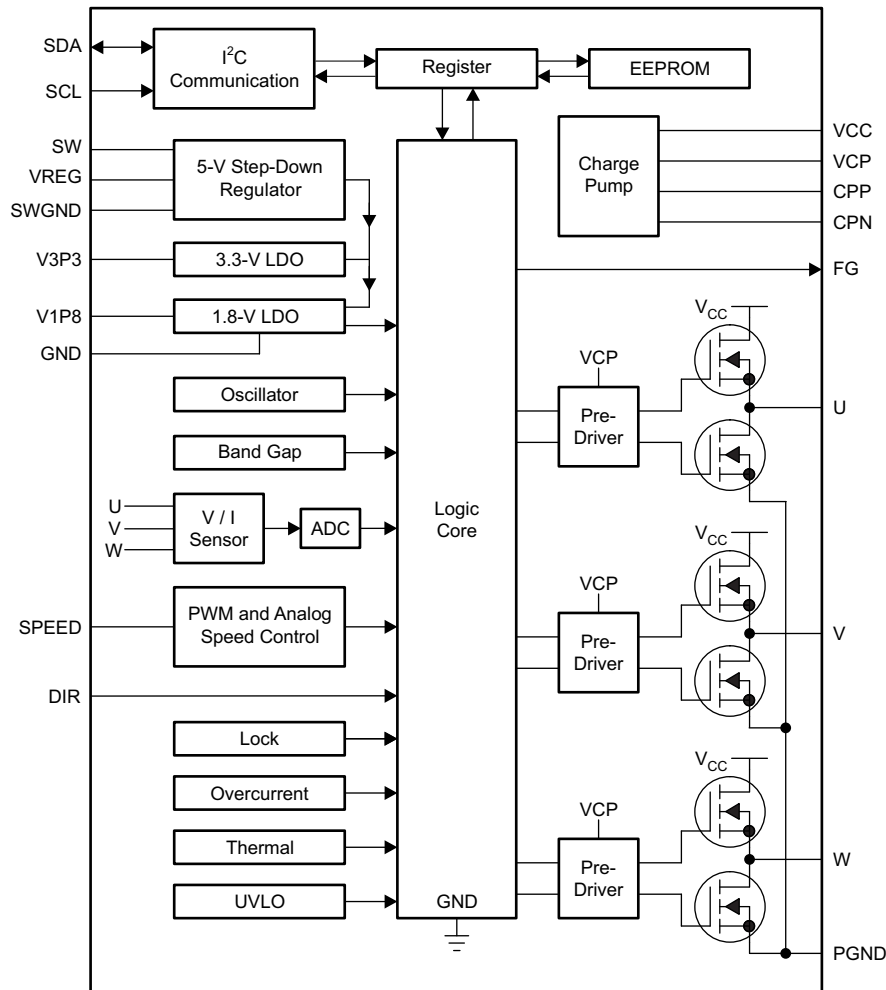 SDA
SCL
I²C
Communication
Register
EEPROM
SW
VREG
SWGND
5-V Step-Down
Regulator
V3P3
3.3-V LDO
V1P8
1.8-V LDO
GND
Oscillator
Band Gap
U
V
W
V / I
Sensor
ADC
SPEED
PWM and Analog
Speed Control
DIR
Lock
Overcurrent
Thermal
UVLO
Logic
Core
GND
Charge
Pump
VCC
VCP
CPP
CPN
FG
VCC
VCP
Pre-
Driver
U
VCC
VCP
Pre-
Driver
V
VCC
VCP
Pre-
Driver
W
PGND